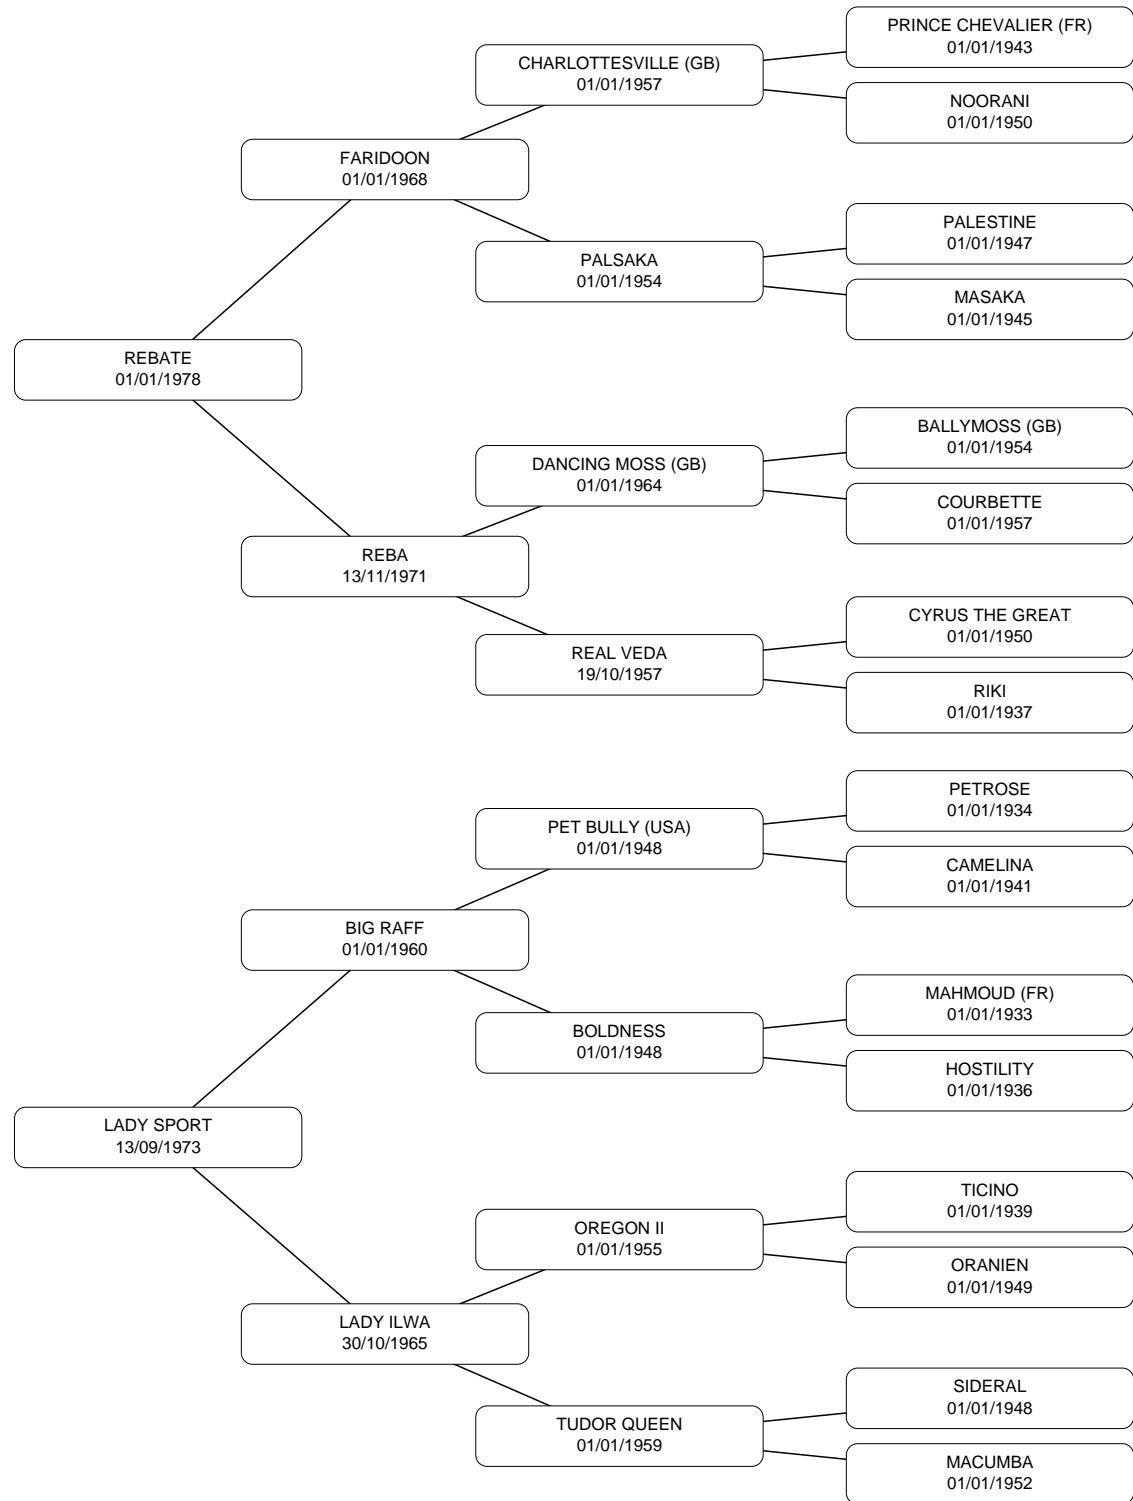 PRINCE CHEVALIER (FR)
01/01/1943
CHARLOTTESVILLE (GB)
01/01/1957
NOORANI
01/01/1950
FARIDOON
01/01/1968
PALESTINE
01/01/1947
PALSAKA
01/01/1954
MASAKA
01/01/1945
REBATE
01/01/1978
BALLYMOSS (GB)
01/01/1954
DANCING MOSS (GB)
01/01/1964
COURBETTE
01/01/1957
REBA
13/11/1971
CYRUS THE GREAT
01/01/1950
REAL VEDA
19/10/1957
RIKI
01/01/1937
PETROSE
01/01/1934
PET BULLY (USA)
01/01/1948
CAMELINA
01/01/1941
BIG RAFF
01/01/1960
MAHMOUD (FR)
01/01/1933
BOLDNESS
01/01/1948
HOSTILITY
01/01/1936
LADY SPORT
13/09/1973
TICINO
01/01/1939
OREGON II
01/01/1955
ORANIEN
01/01/1949
LADY ILWA
30/10/1965
SIDERAL
01/01/1948
TUDOR QUEEN
01/01/1959
MACUMBA
01/01/1952